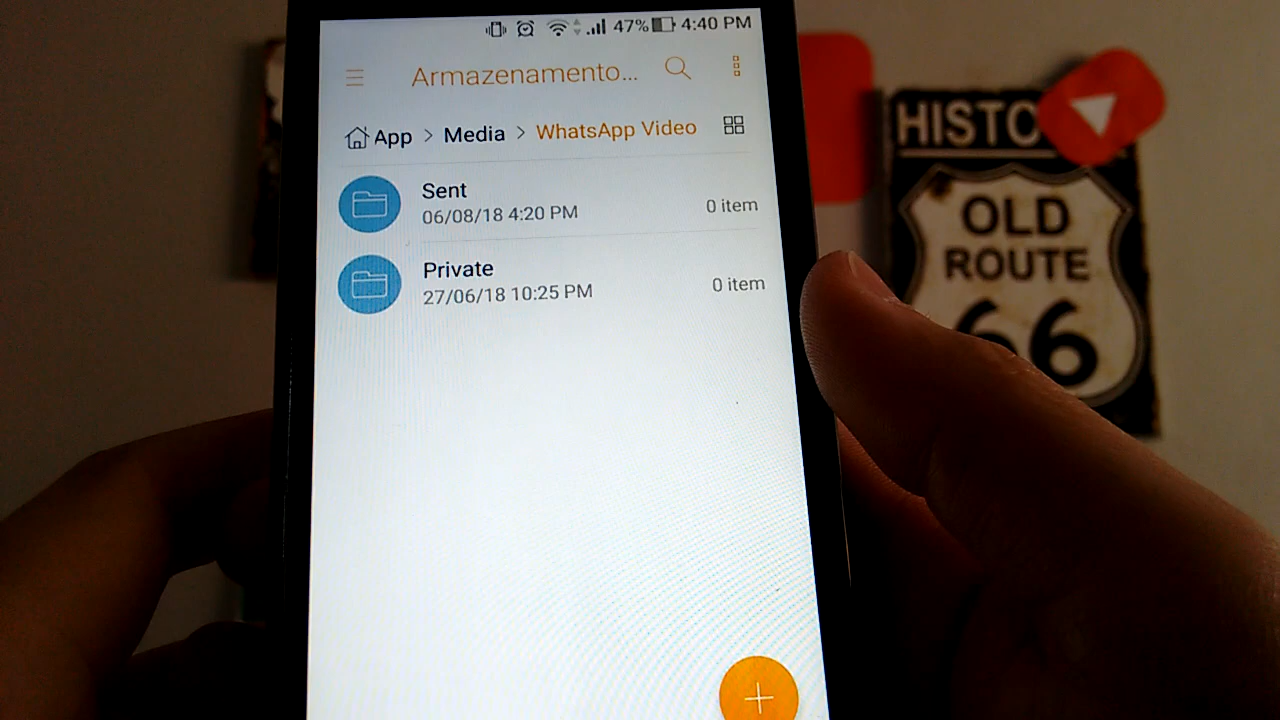 47% 4:40 PM
Armazenamento...
App > Media > WhatsApp Video
Sent
06/08/18 4:20 PM
0 item
Private
27/06/18 10:25 PM
0 item
HISTO
OLD
ROUTE
66